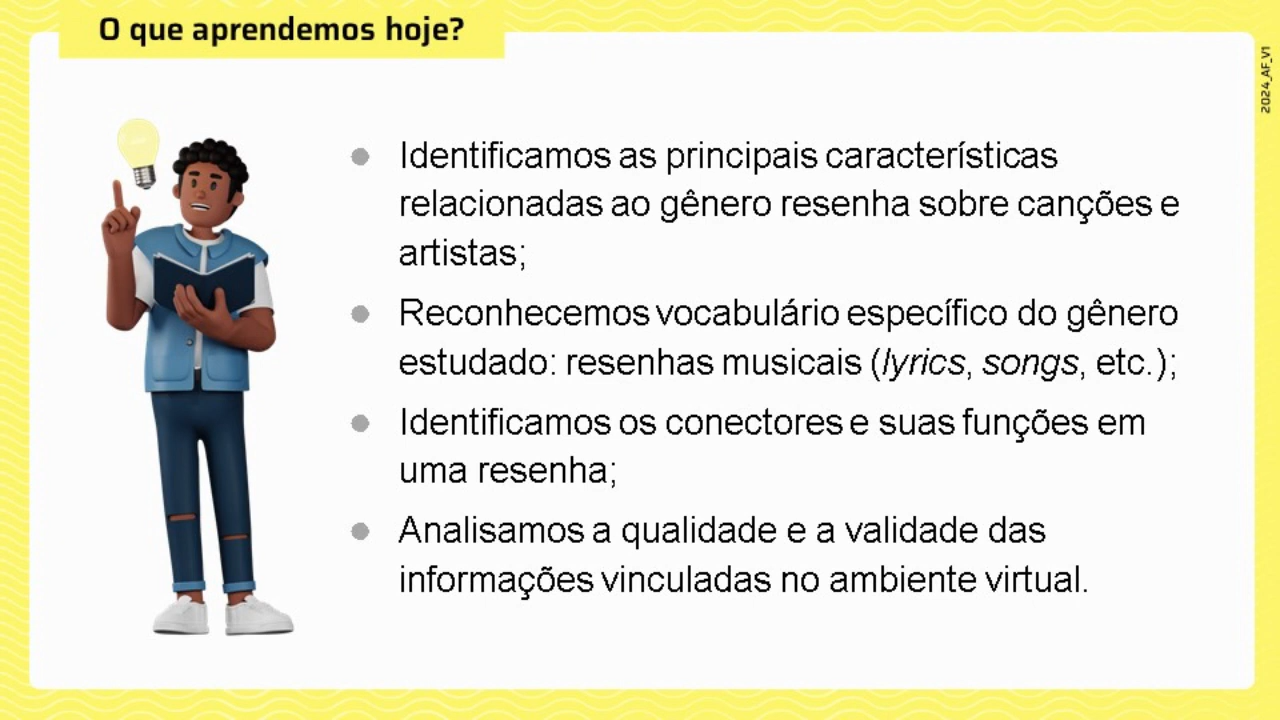 O que aprendemos hoje?
2024_AF_V1
● Identificamos as principais características
relacionadas ao gênero resenha sobre canções e
artistas;
● Reconhecemos vocabulário específico do gênero
estudado: resenhas musicais (lyrics, songs, etc.);
● Identificamos os conectores e suas funções em
uma resenha;
● Analisamos a qualidade e a validade das
informações vinculadas no ambiente virtual.